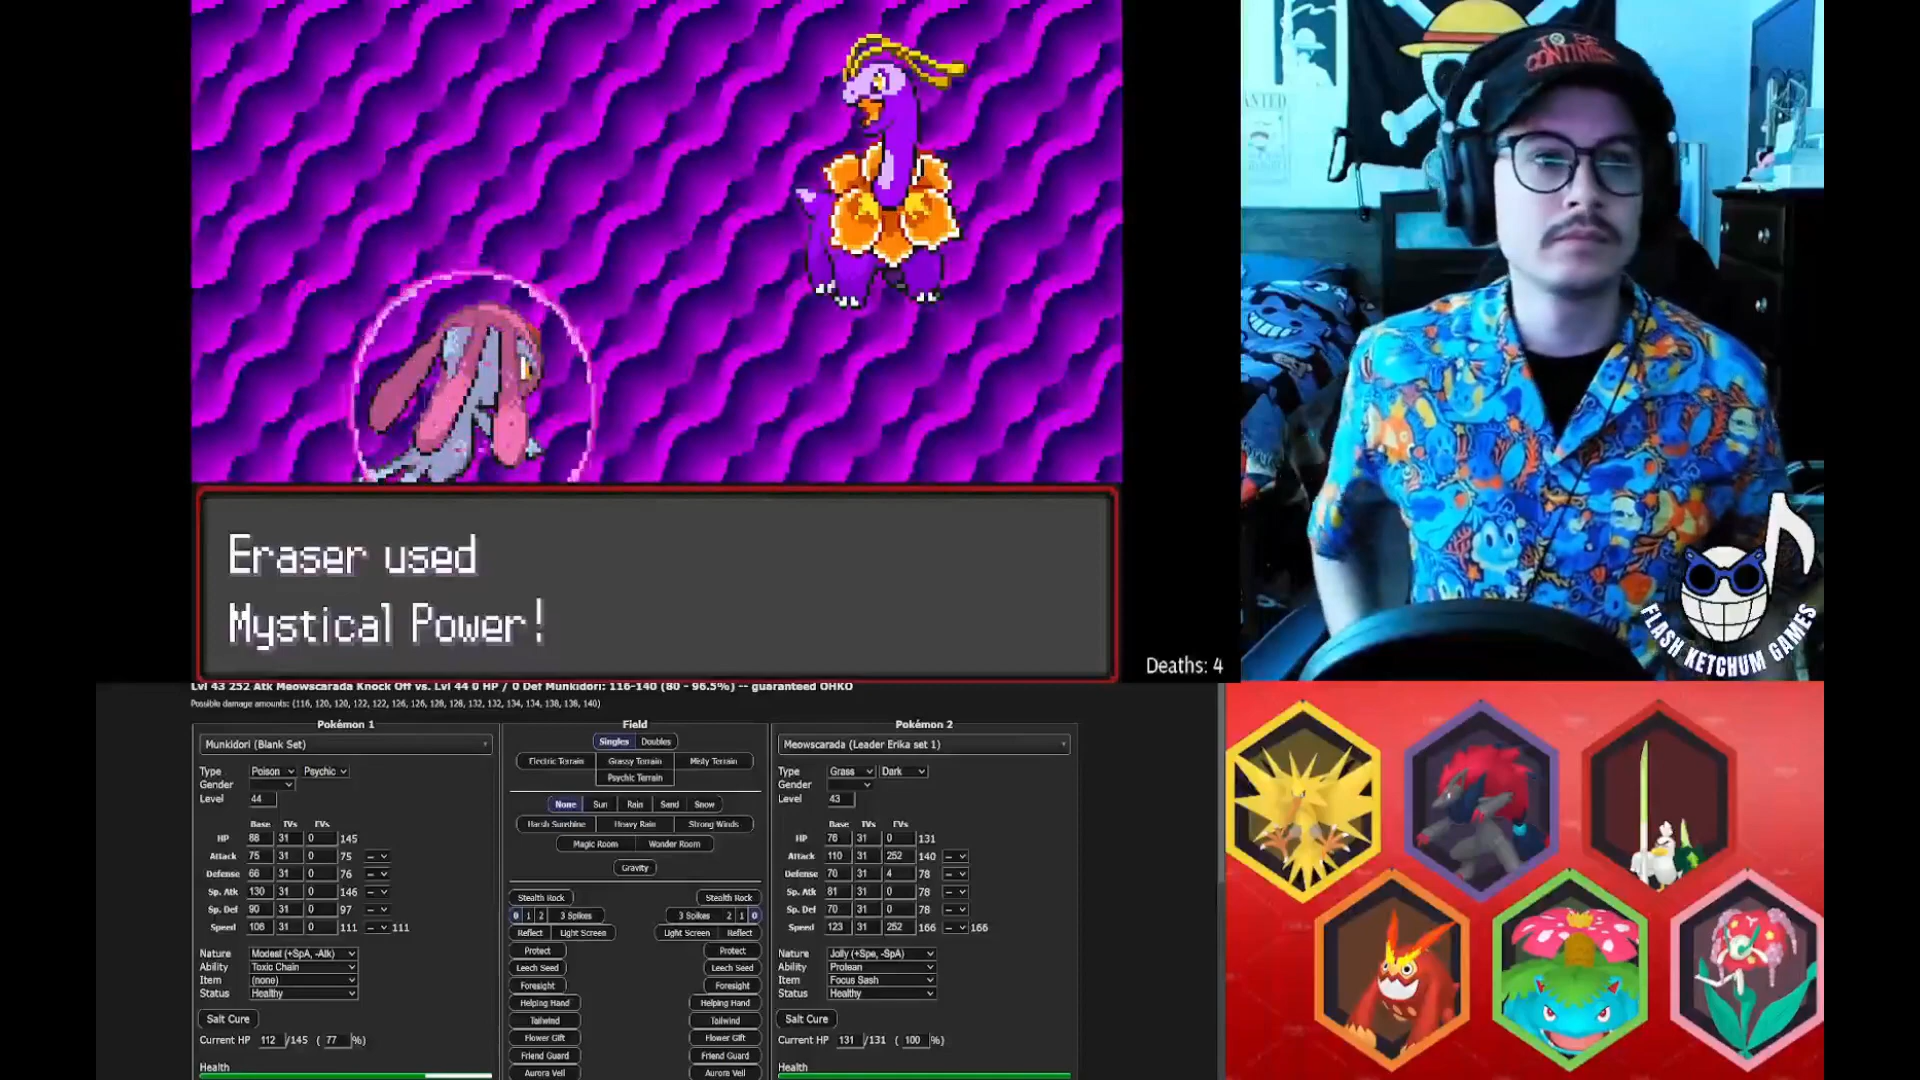 TO BE
CONTINUED
WANTED
Eraser used
Mystical Power!
Deaths: 4
FLASH KETCHUM GAMES
Lvl 43 252 Atk Meowscarada Knock Off vs. Lvl 44 0 HP / 0 Def Munkidori: 116-140 (80 - 96.5%) -- guaranteed OHKO
Possible damage amounts: (116, 120, 120, 122, 122, 126, 126, 128, 128, 132, 132, 134, 134, 138, 138, 140)
Pokémon 1
Munkidori (Blank Set)
Type Poison Psychic
Gender
Level 44
Base IVs EVs
HP 88 31 0 145
Attack 75 31 0 75 --
Defense 66 31 0 76 --
Sp. Atk 130 31 0 146 --
Sp. Def 90 31 0 97 --
Speed 106 31 0 111 -- 111
Nature Modest (+SpA, -Atk)
Ability Toxic Chain
Item (none)
Status Healthy
Salt Cure
Current HP 112 /145 ( 77 %)
Health
Field
Singles Doubles
Electric Terrain Grassy Terrain Misty Terrain
Psychic Terrain
None Sun Rain Sand Snow
Harsh Sunshine Heavy Rain Strong Winds
Magic Room Wonder Room
Gravity
Stealth Rock Stealth Rock
0 1 2 3 Spikes 3 Spikes 2 1 0
Reflect Light Screen Light Screen Reflect
Protect Protect
Leech Seed Leech Seed
Foresight Foresight
Helping Hand Helping Hand
Tailwind Tailwind
Flower Gift Flower Gift
Friend Guard Friend Guard
Aurora Veil Aurora Veil
Pokémon 2
Meowscarada (Leader Erika set 1)
Type Grass Dark
Gender
Level 43
Base IVs EVs
HP 76 31 0 131
Attack 110 31 252 140 --
Defense 70 31 4 78 --
Sp. Atk 81 31 0 78 --
Sp. Def 70 31 0 78 --
Speed 123 31 252 166 -- 166
Nature Jolly (+Spe, -SpA)
Ability Protean
Item Focus Sash
Status Healthy
Salt Cure
Current HP 131 /131 ( 100 %)
Health